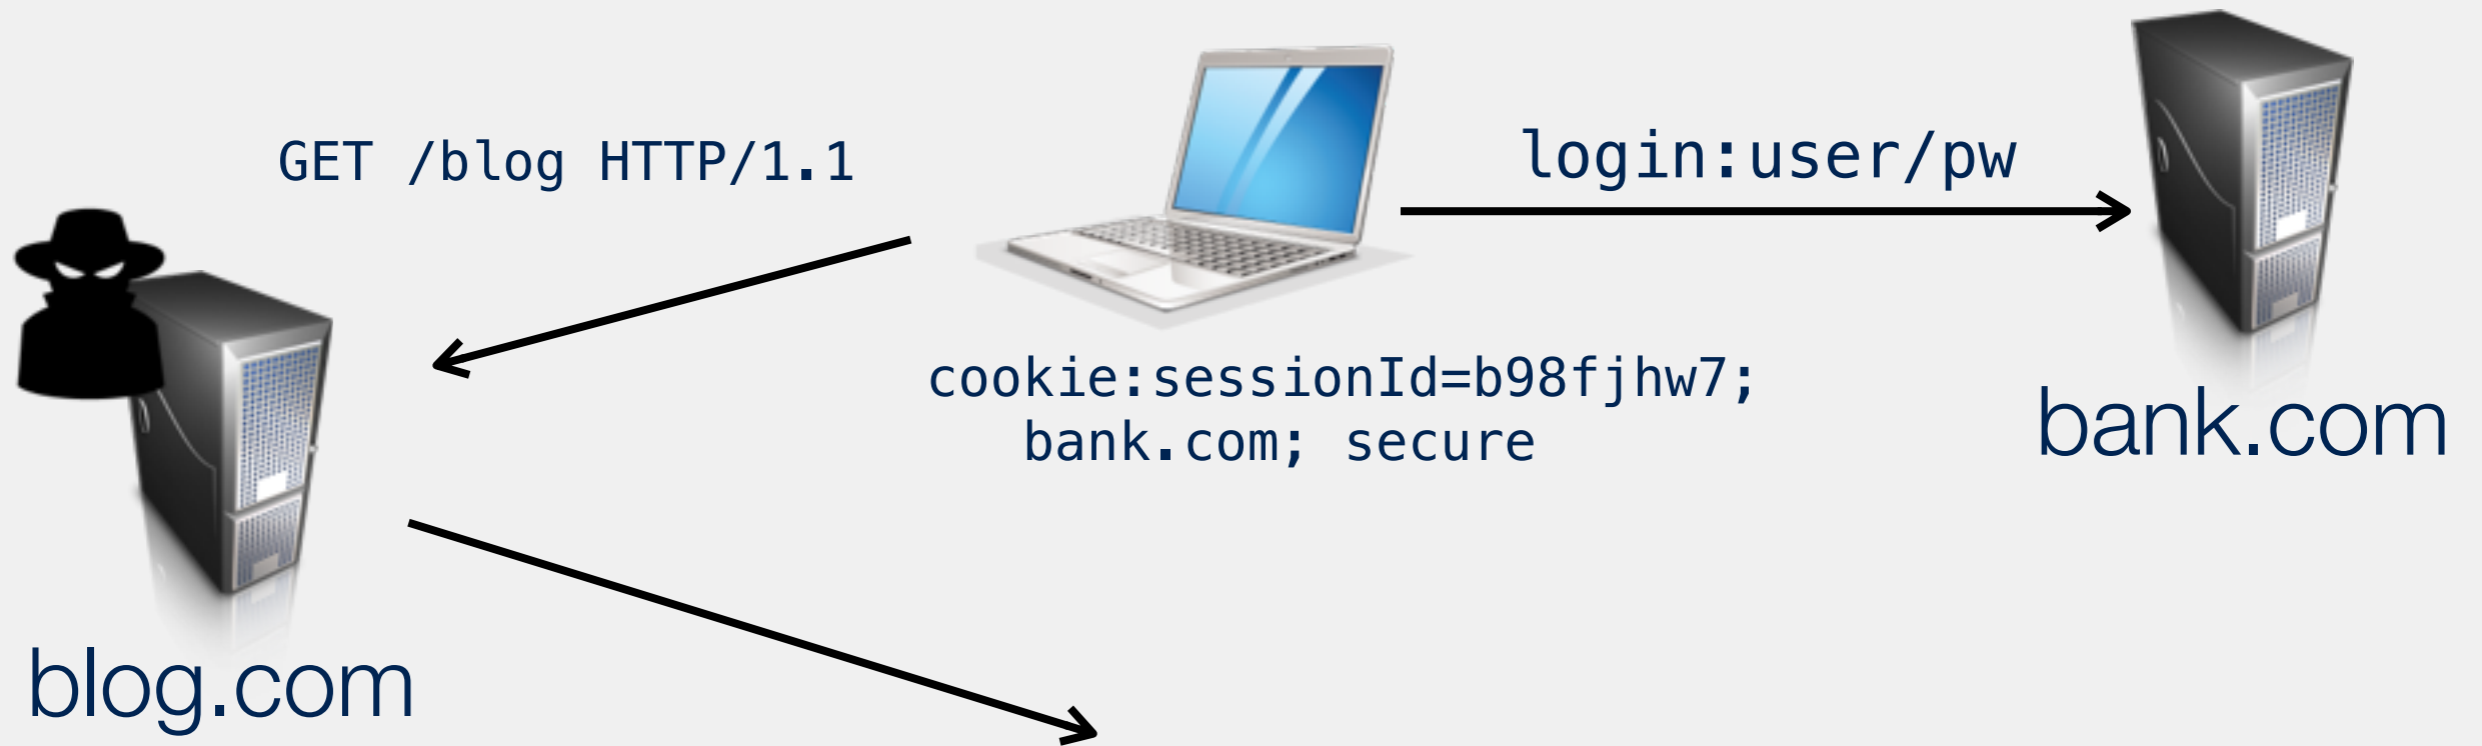 GET /blog HTTP/1.1
login:user/pw
cookie:sessionId=b98fjhw7;
bank.com; secure
bank.com
blog.com